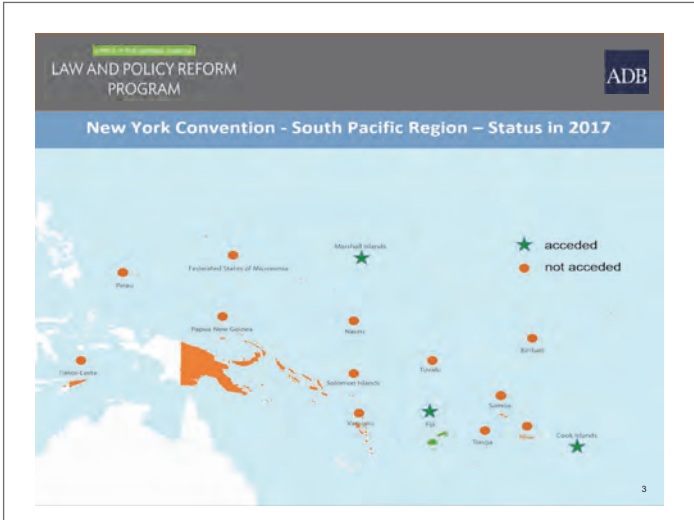 LAW AND POLICY REFORM
PROGRAM
ADB
New York Convention - South Pacific Region – Status in 2017
acceded
not acceded
Marshall Islands
Federated States of Micronesia
Palau
Papua New Guinea
Nauru
Kiribati
Timor-Leste
Solomon Islands
Tuvalu
Samoa
Vanuatu
Fiji
Tonga
Niue
Cook Islands
3